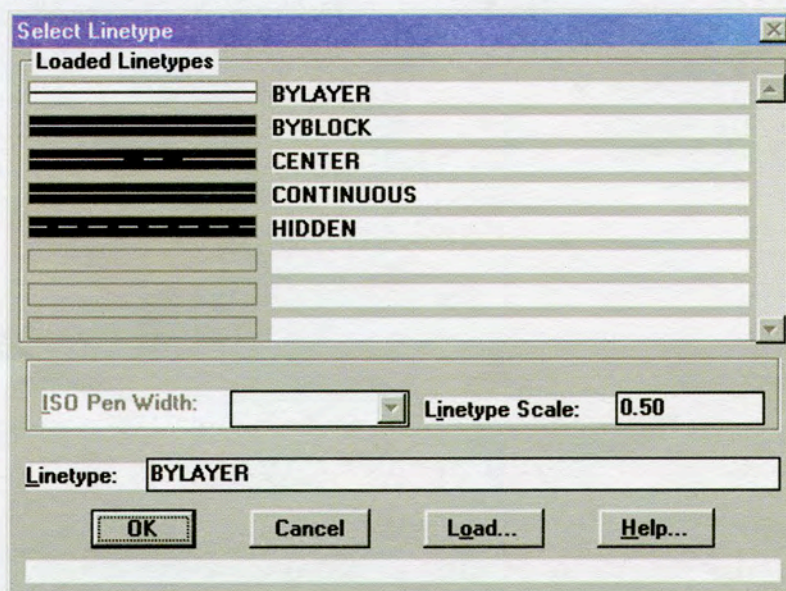 Select Linetype
Loaded Linetypes
BYLAYER
BYBLOCK
CENTER
CONTINUOUS
HIDDEN
ISO Pen Width:
Linetype Scale: 0.50
Linetype: BYLAYER
OK Cancel Load... Help...